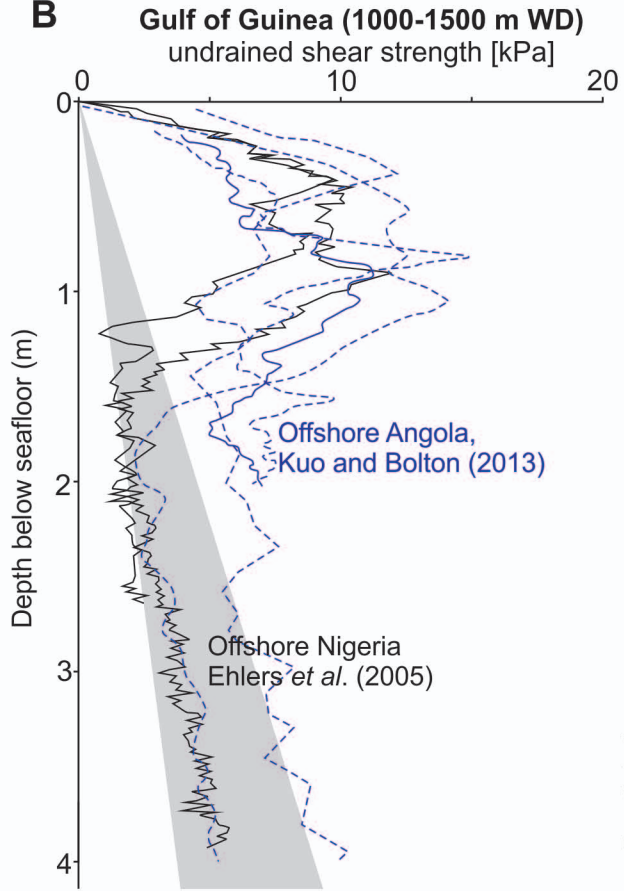 B
Gulf of Guinea (1000-1500 m WD)
undrained shear strength [kPa]
0 10 20
0
1
2
3
4
Depth below seafloor (m)
Offshore Angola,
Kuo and Bolton (2013)
Offshore Nigeria
Ehlers et al. (2005)